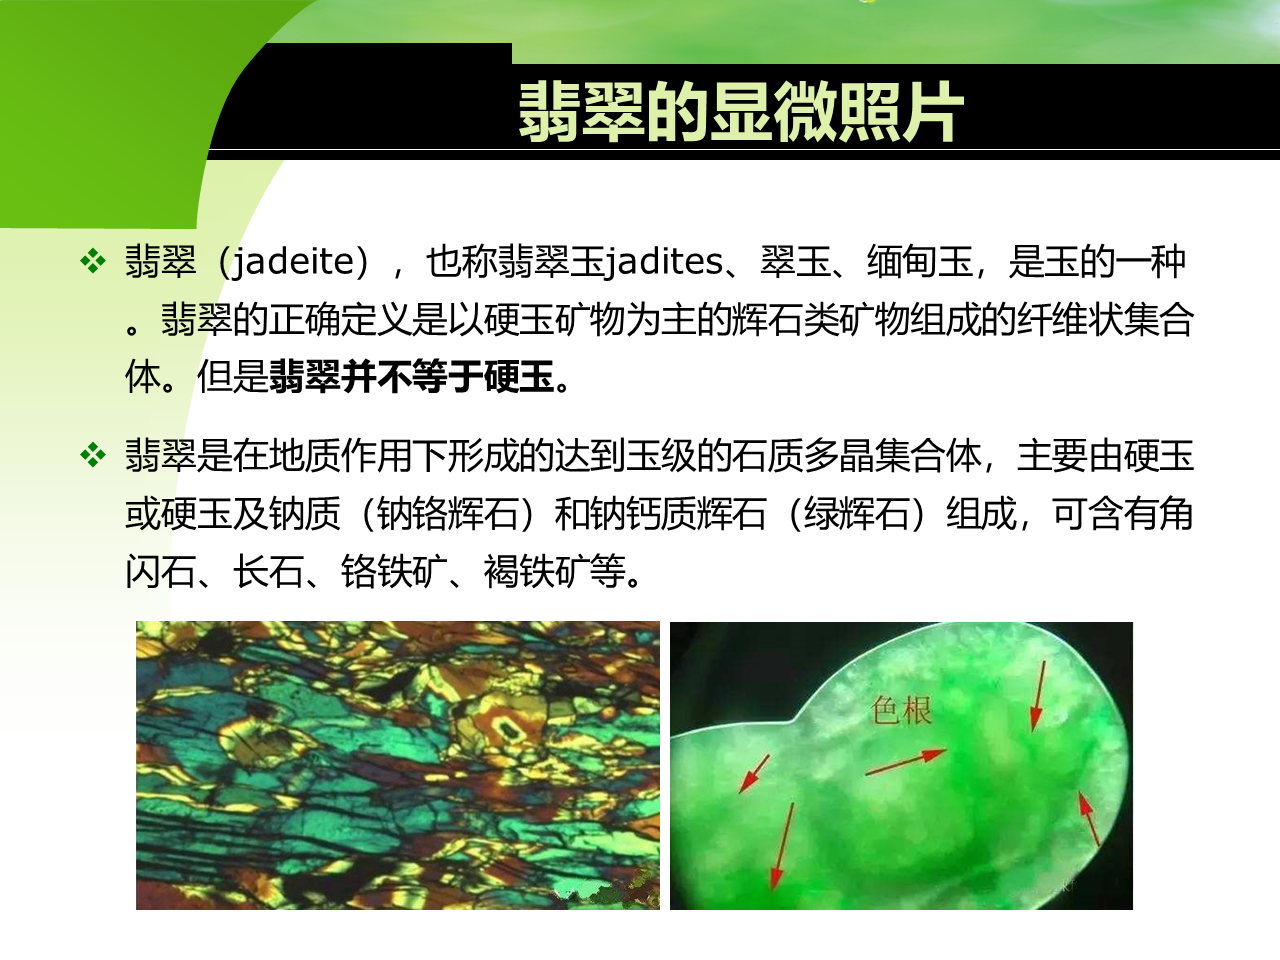 翡翠的显微照片
翡翠（jadeite），也称翡翠玉jadites、翠玉、缅甸玉，是玉的一种
。翡翠的正确定义是以硬玉矿物为主的辉石类矿物组成的纤维状集合
体。但是翡翠并不等于硬玉。
翡翠是在地质作用下形成的达到玉级的石质多晶集合体，主要由硬玉
或硬玉及钠质（钠铬辉石）和钠钙质辉石（绿辉石）组成，可含有角
闪石、长石、铬铁矿、褐铁矿等。
色根